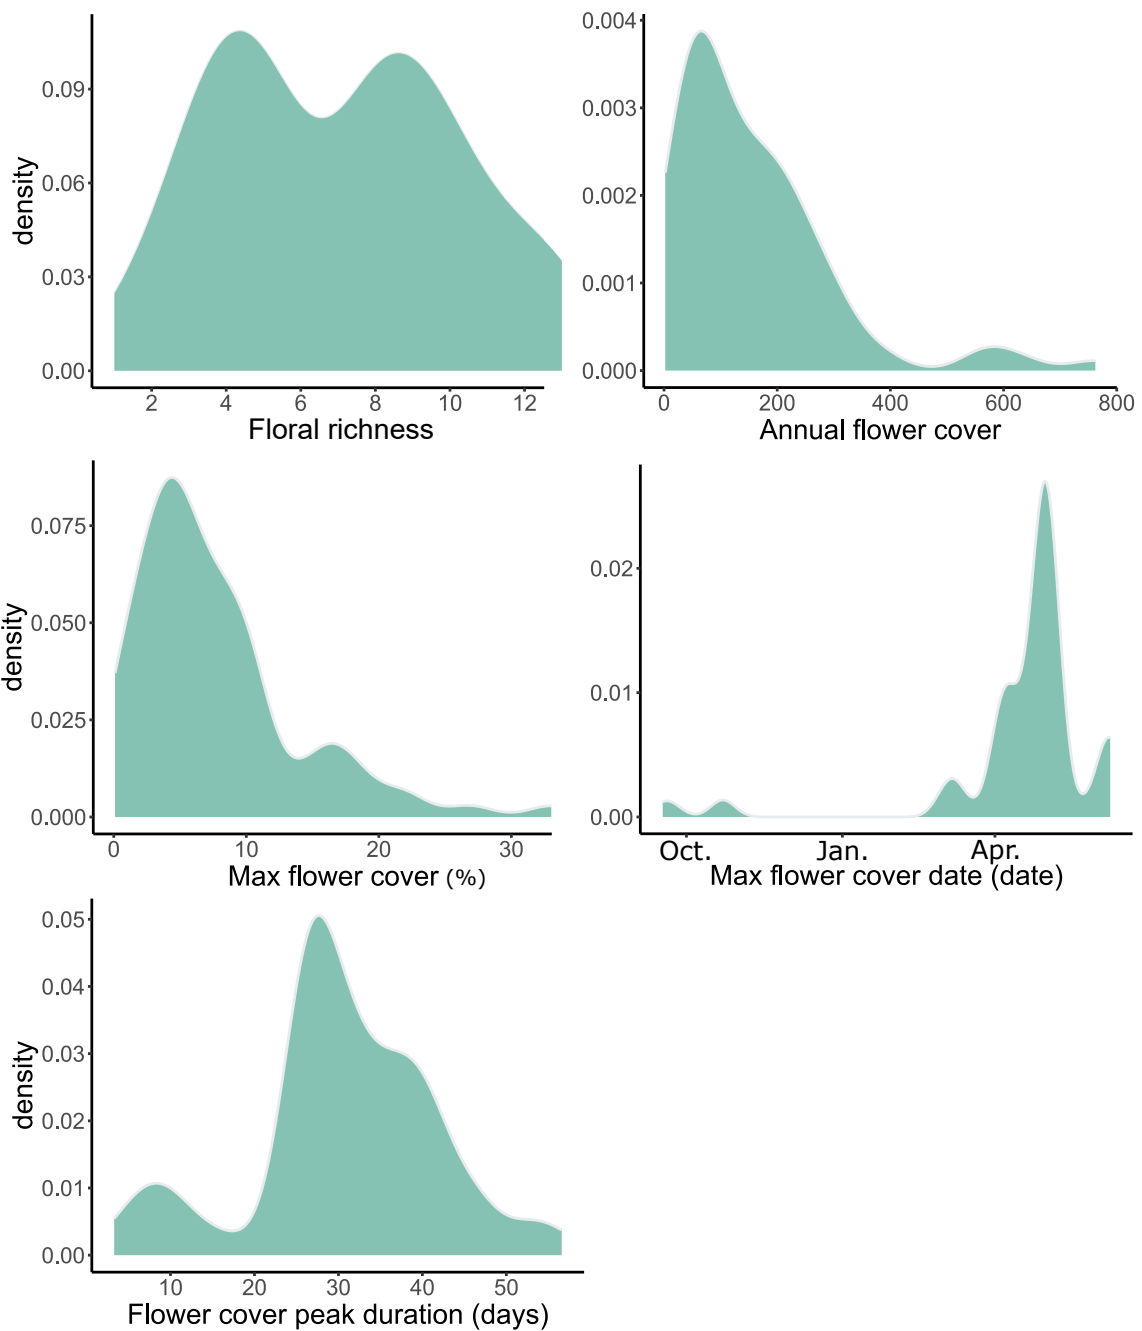 density
0.09
0.06
0.03
0.00
2 4 6 8 10 12
Floral richness
0.004
0.003
0.002
0.001
0.000
0 200 400 600 800
Annual flower cover
density
0.075
0.050
0.025
0.000
0 10 20 30
Max flower cover (%)
0.02
0.01
0.00
Oct. Jan. Apr.
Max flower cover date (date)
density
0.05
0.04
0.03
0.02
0.01
0.00
10 20 30 40 50
Flower cover peak duration (days)